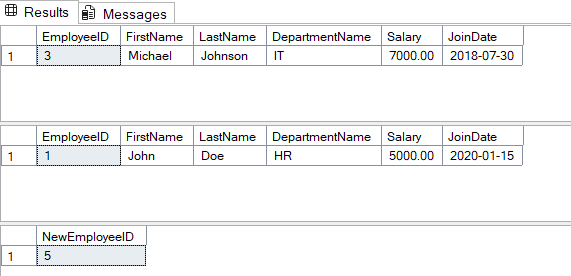 Results Messages
EmployeeID FirstName LastName DepartmentName Salary JoinDate
1 3 Michael Johnson IT 7000.00 2018-07-30
EmployeeID FirstName LastName DepartmentName Salary JoinDate
1 1 John Doe HR 5000.00 2020-01-15
NewEmployeeID
1 5